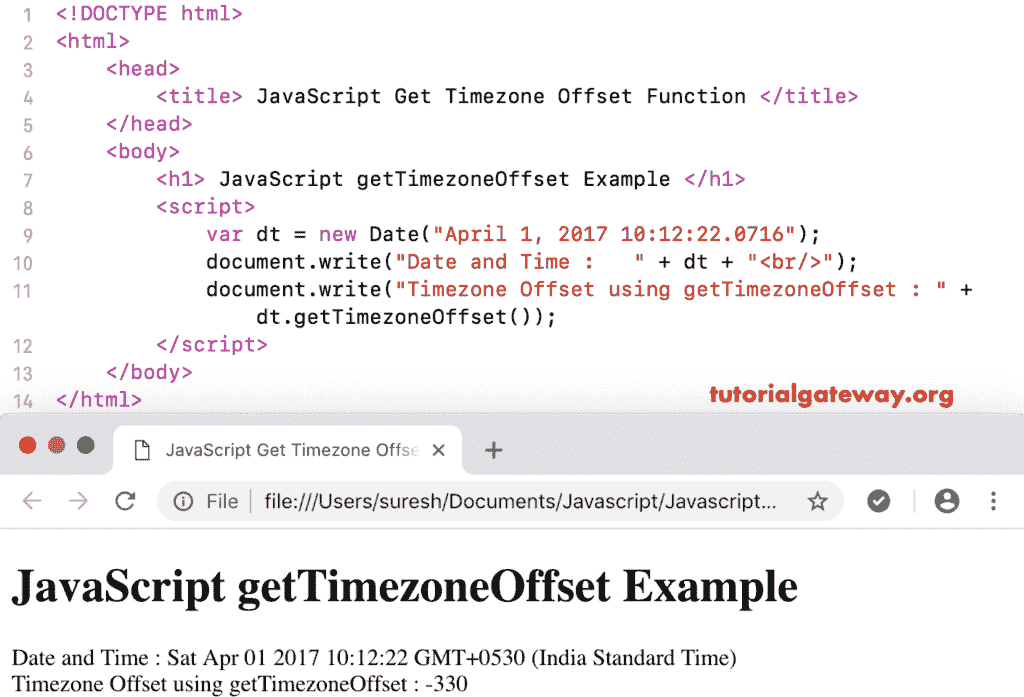 1 <!DOCTYPE html>
2 <html>
3 <head>
4 <title> JavaScript Get Timezone Offset Function </title>
5 </head>
6 <body>
7 <h1> JavaScript getTimezoneOffset Example </h1>
8 <script>
9 var dt = new Date("April 1, 2017 10:12:22.0716");
10 document.write("Date and Time :   " + dt + "<br/>");
11 document.write("Timezone Offset using getTimezoneOffset : " +
dt.getTimezoneOffset());
12 </script>
13 </body>
14 </html>
tutorialgateway.org
JavaScript Get Timezone Offse
File file:///Users/suresh/Documents/Javascript/Javascript...
JavaScript getTimezoneOffset Example
Date and Time : Sat Apr 01 2017 10:12:22 GMT+0530 (India Standard Time)
Timezone Offset using getTimezoneOffset : -330